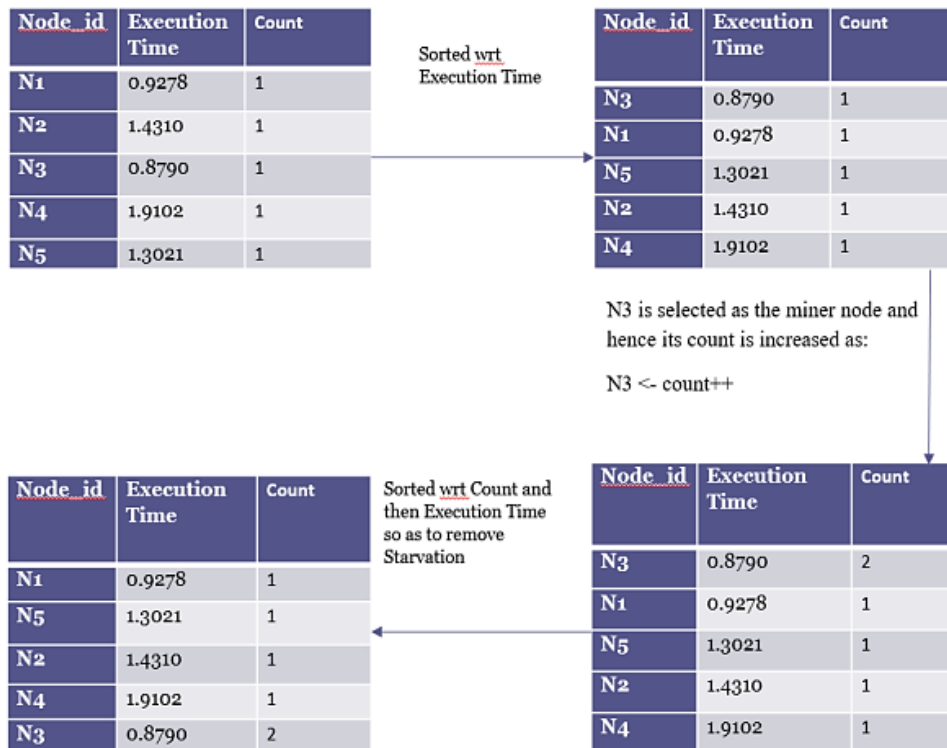 Node_id Execution Time Count
N1 0.9278 1
N2 1.4310 1
N3 0.8790 1
N4 1.9102 1
N5 1.3021 1
Sorted wrt
Execution Time
Node_id Execution Time Count
N3 0.8790 1
N1 0.9278 1
N5 1.3021 1
N2 1.4310 1
N4 1.9102 1
N3 is selected as the miner node and
hence its count is increased as:
N3 <- count++
Node_id Execution Time Count
N3 0.8790 2
N1 0.9278 1
N5 1.3021 1
N2 1.4310 1
N4 1.9102 1
Sorted wrt Count and
then Execution Time
so as to remove
Starvation
Node_id Execution Time Count
N1 0.9278 1
N5 1.3021 1
N2 1.4310 1
N4 1.9102 1
N3 0.8790 2